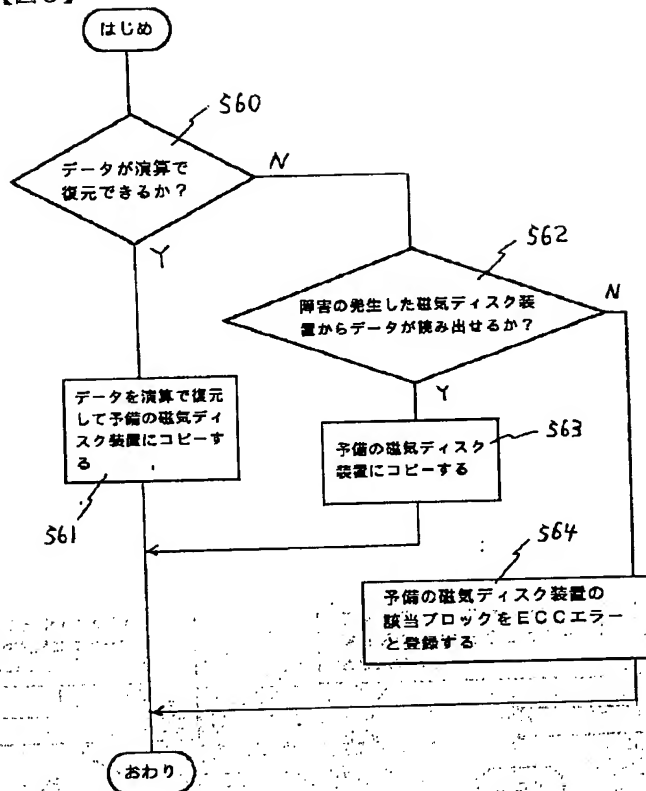 はじめ
560
データが演算で
復元できるか?
N
Y
562
障害の発生した磁気ディスク装
置からデータが読み出せるか?
N
Y
データを演算で復元
して予備の磁気ディ
スク装置にコピーす
る
561
予備の磁気ディスク
装置にコピーする
563
564
予備の磁気ディスク装置の
該当ブロックをECCエラー
と登録する
おわり